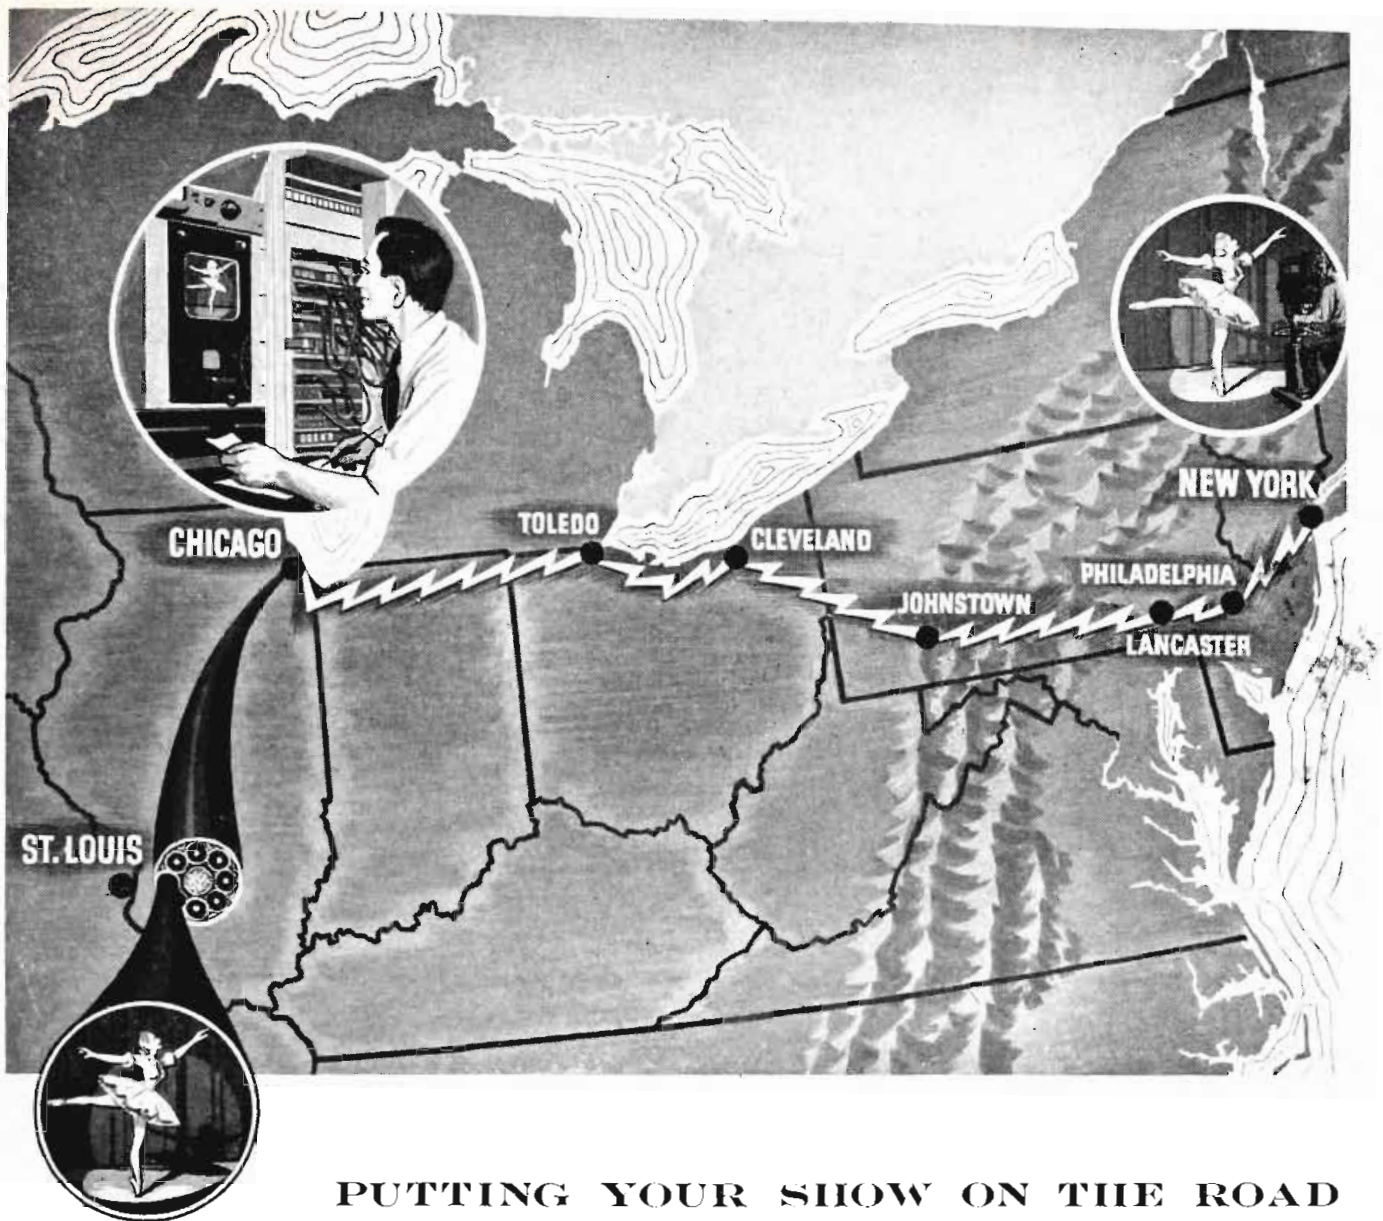 NEW YORK
CHICAGO
TOLEDO
CLEVELAND
PHILADELPHIA
JOHNSTOWN
LANCASTER
ST. LOUIS
PUTTING YOUR SHOW ON THE ROAD